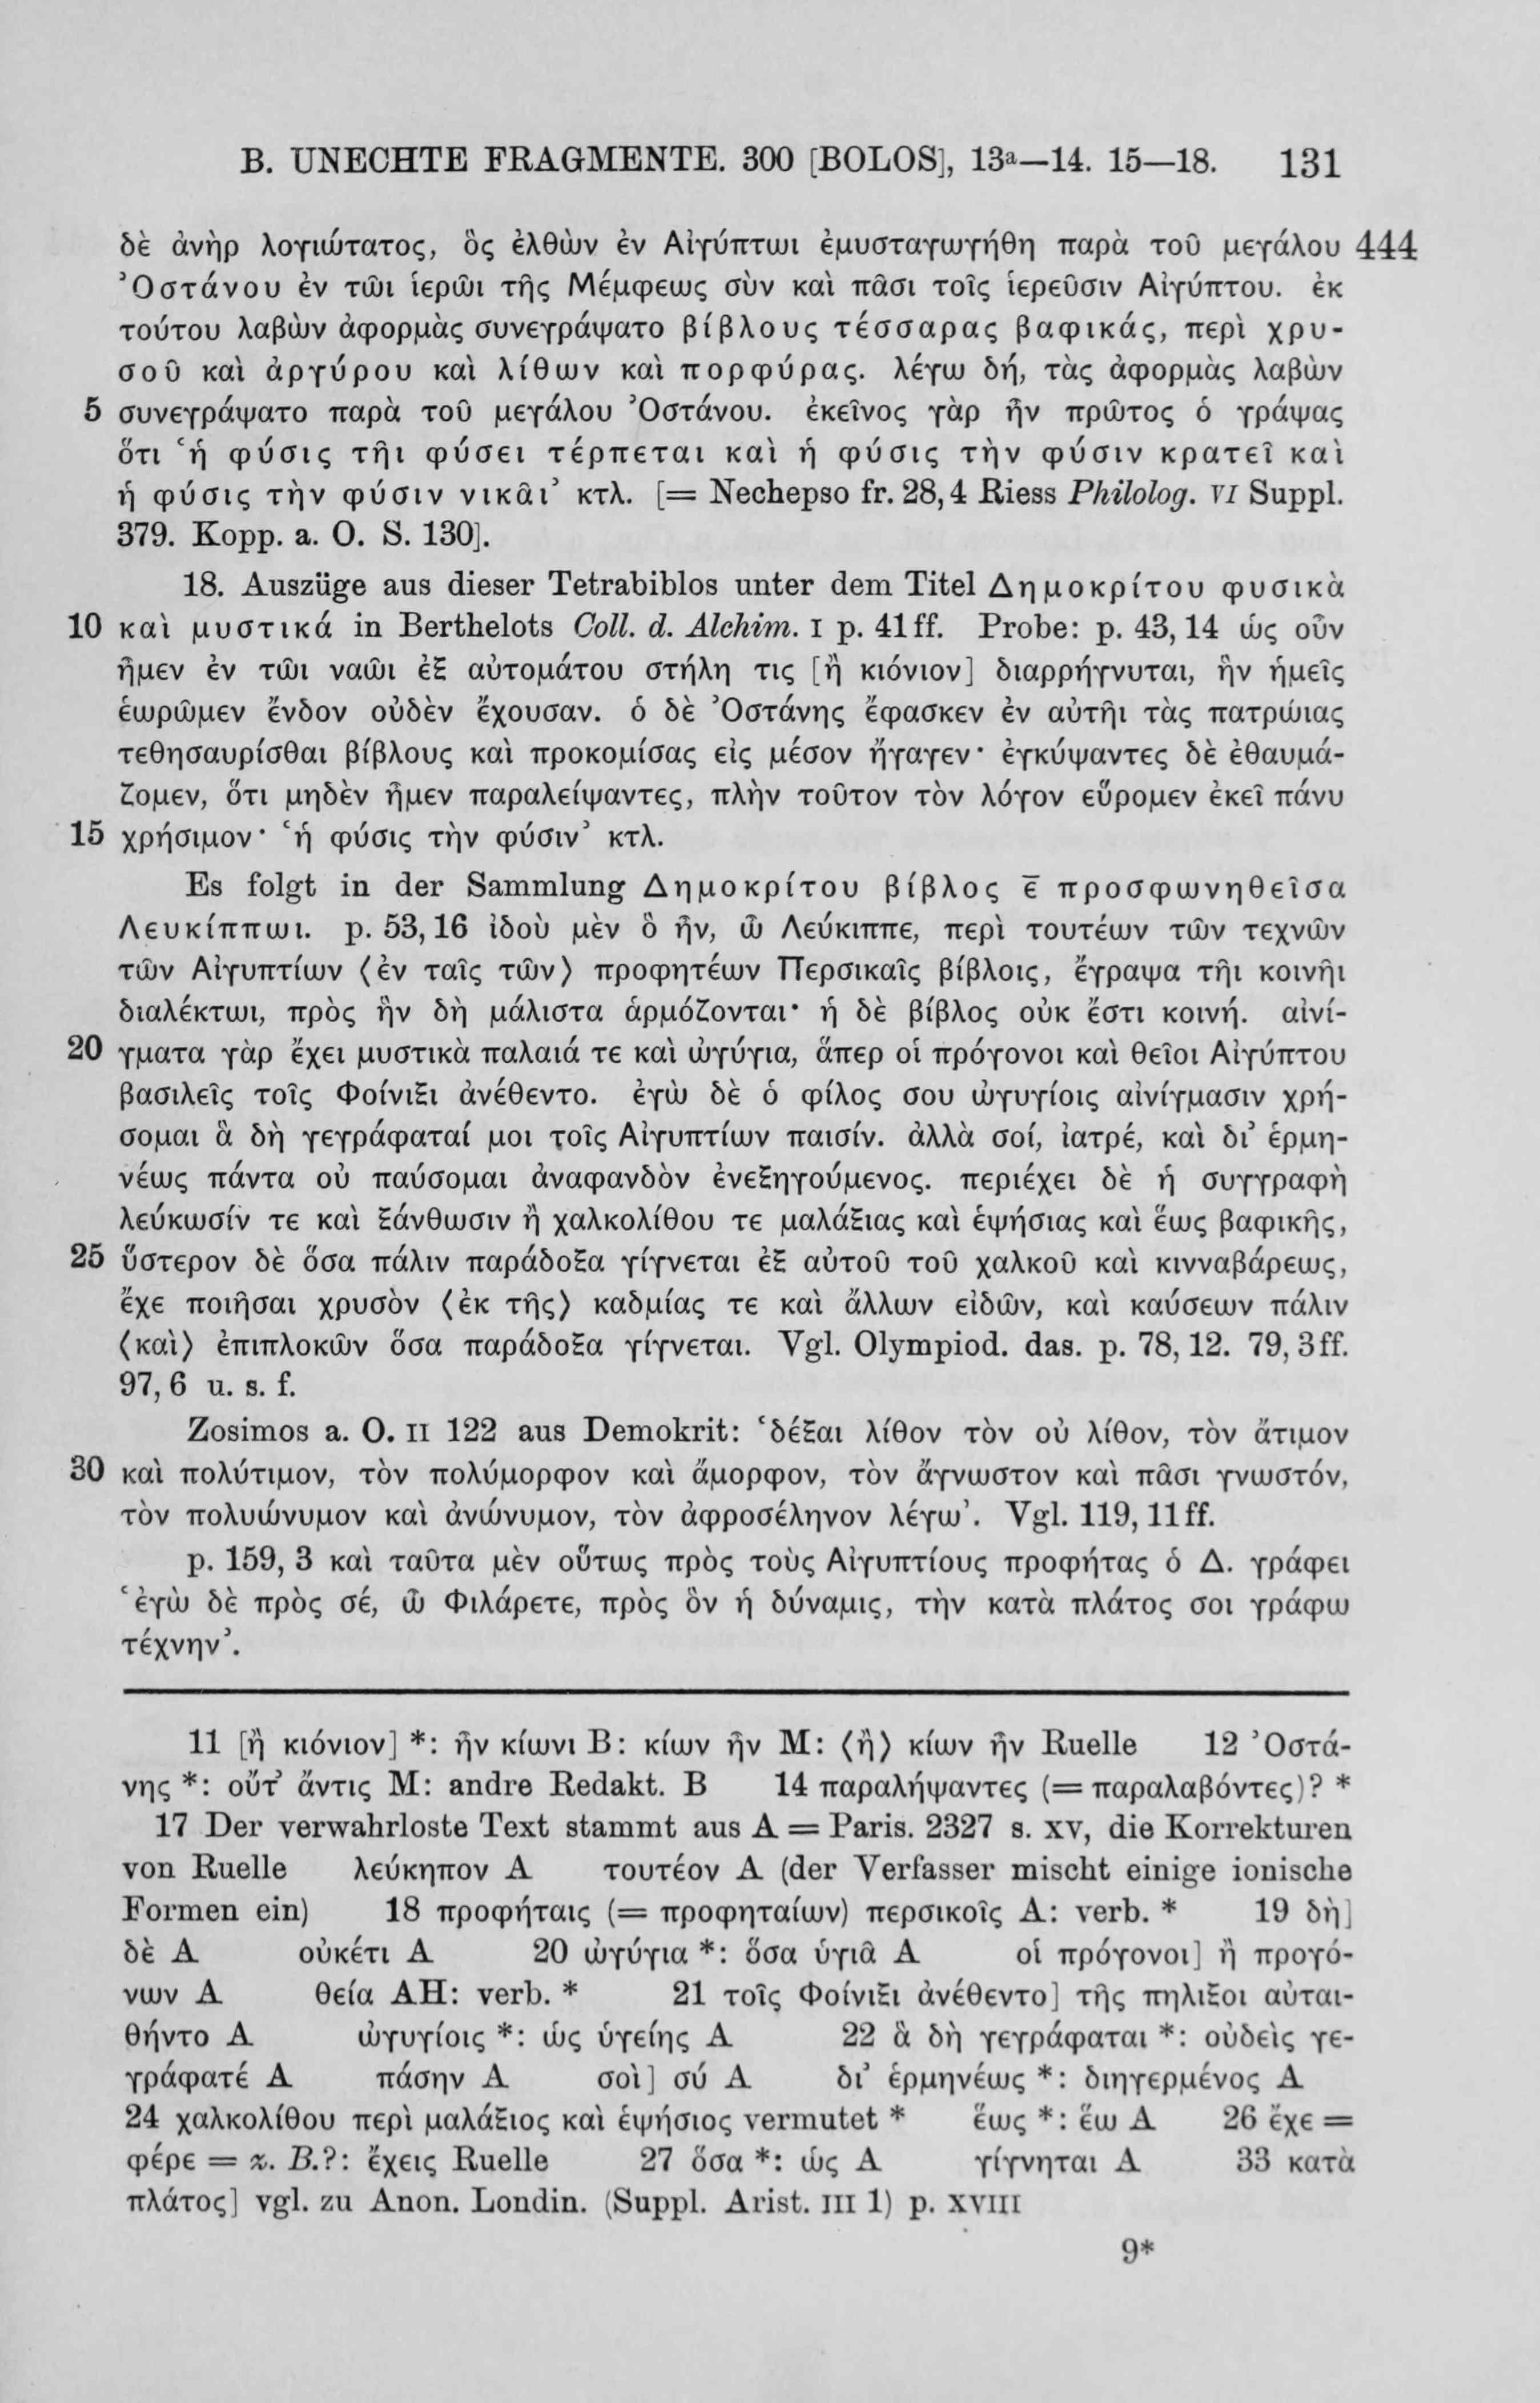 B. UNECHTE FRAGMENTE. 300 [BOLOS], 13ᵃ—14. 15—18. 131
δὲ ἀνὴρ λογιώτατος, ὃς ἐλθὼν ἐν Αἰγύπτωι ἐμυσταγωγήθη παρὰ τοῦ μεγάλου 444
Ὀστάνου ἐν τῶι ἱερῶι τῆς Μέμφεως σὺν καὶ πᾶσι τοῖς ἱερεῦσιν Αἰγύπτου. ἐκ
τούτου λαβὼν ἀφορμὰς συνεγράψατο βίβλους τέσσαρας βαφικάς, περὶ χρυ-
σοῦ καὶ ἀργύρου καὶ λίθων καὶ πορφύρας. λέγω δή, τὰς ἀφορμὰς λαβὼν
5 συνεγράψατο παρὰ τοῦ μεγάλου Ὀστάνου. ἐκεῖνος γὰρ ἦν πρῶτος ὁ γράψας
ὅτι ‘ἡ φύσις τῆι φύσει τέρπεται καὶ ἡ φύσις τὴν φύσιν κρατεῖ καὶ
ἡ φύσις τὴν φύσιν νικᾶι’ κτλ. [= Nechepso fr. 28,4 Riess Philolog. VI Suppl.
379. Kopp. a. O. S. 130].
18. Auszüge aus dieser Tetrabiblos unter dem Titel Δημοκρίτου φυσικὰ
10 καὶ μυστικά in Berthelots Coll. d. Alchim. I p. 41ff. Probe: p. 43,14 ὡς οὖν
ἦμεν ἐν τῶι ναῶι ἐξ αὐτομάτου στήλη τις [ἢ κιόνιον] διαρρήγνυται, ἣν ἡμεῖς
ἑωρῶμεν ἔνδον οὐδὲν ἔχουσαν. ὁ δὲ Ὀστάνης ἔφασκεν ἐν αὐτῆι τὰς πατρώιας
τεθησαυρίσθαι βίβλους καὶ προκομίσας εἰς μέσον ἤγαγεν· ἐγκύψαντες δὲ ἐθαυμά-
ζομεν, ὅτι μηδὲν ἦμεν παραλείψαντες, πλὴν τοῦτον τὸν λόγον εὕρομεν ἐκεῖ πάνυ
15 χρήσιμον· ‘ἡ φύσις τὴν φύσιν’ κτλ.
Es folgt in der Sammlung Δημοκρίτου βίβλος ε̅ προσφωνηθεῖσα
Λευκίππωι. p. 53,16 ἰδοὺ μὲν ὃ ἦν, ὦ Λεύκιππε, περὶ τουτέων τῶν τεχνῶν
τῶν Αἰγυπτίων ⟨ἐν ταῖς τῶν⟩ προφητέων Περσικαῖς βίβλοις, ἔγραψα τῆι κοινῆι
διαλέκτωι, πρὸς ἣν δὴ μάλιστα ἁρμόζονται· ἡ δὲ βίβλος οὐκ ἔστι κοινή. αἰνί-
20 γματα γὰρ ἔχει μυστικὰ παλαιά τε καὶ ὠγύγια, ἅπερ οἱ πρόγονοι καὶ θεῖοι Αἰγύπτου
βασιλεῖς τοῖς Φοίνιξι ἀνέθεντο. ἐγὼ δὲ ὁ φίλος σου ὠγυγίοις αἰνίγμασιν χρή-
σομαι ἃ δὴ γεγράφαταί μοι τοῖς Αἰγυπτίων παισίν. ἀλλὰ σοί, ἰατρέ, καὶ δι’ ἑρμη-
νέως πάντα οὐ παύσομαι ἀναφανδὸν ἐνεξηγούμενος. περιέχει δὲ ἡ συγγραφὴ
λεύκωσίν τε καὶ ξάνθωσιν ἢ χαλκολίθου τε μαλάξιας καὶ ἑψήσιας καὶ ἕως βαφικῆς,
25 ὕστερον δὲ ὅσα πάλιν παράδοξα γίγνεται ἐξ αὐτοῦ τοῦ χαλκοῦ καὶ κινναβάρεως,
ἔχε ποιῆσαι χρυσὸν ⟨ἐκ τῆς⟩ καδμίας τε καὶ ἄλλων εἰδῶν, καὶ καύσεων πάλιν
⟨καὶ⟩ ἐπιπλοκῶν ὅσα παράδοξα γίγνεται. Vgl. Olympiod. das. p. 78,12. 79,3ff.
97,6 u. s. f.
Zosimos a. O. II 122 aus Demokrit: ‘δέξαι λίθον τὸν οὐ λίθον, τὸν ἄτιμον
30 καὶ πολύτιμον, τὸν πολύμορφον καὶ ἄμορφον, τὸν ἄγνωστον καὶ πᾶσι γνωστόν,
τὸν πολυώνυμον καὶ ἀνώνυμον, τὸν ἀφροσέληνον λέγω’. Vgl. 119,11ff.
p. 159, 3 καὶ ταῦτα μὲν οὕτως πρὸς τοὺς Αἰγυπτίους προφήτας ὁ Δ. γράφει
‘ἐγὼ δὲ πρὸς σέ, ὦ Φιλάρετε, πρὸς ὃν ἡ δύναμις, τὴν κατὰ πλάτος σοι γράφω
τέχνην’.
11 [ἢ κιόνιον] *: ἦν κίωνι B: κίων ἦν M: ⟨ἢ⟩ κίων ἦν Ruelle 12 Ὀστά-
νης *: οὔτ’ ἄντις M: andre Redakt. B 14 παραλήψαντες (= παραλαβόντες)? *
17 Der verwahrloste Text stammt aus A = Paris. 2327 s. XV, die Korrekturen
von Ruelle λεύκηπον A τουτέον A (der Verfasser mischt einige ionische
Formen ein) 18 προφήταις (= προφηταίων) περσικοῖς A: verb. * 19 δὴ]
δὲ A οὐκέτι A 20 ὠγύγια *: ὅσα ὑγιᾶ A οἱ πρόγονοι] ἢ προγό-
νων A θεία AH: verb. * 21 τοῖς Φοίνιξι ἀνέθεντο] τῆς πηλιξοι αὐται-
θήντο A ὠγυγίοις *: ὡς ὑγείης A 22 ἃ δὴ γεγράφαται *: οὐδεὶς γε-
γράφατέ A πάσην A σοὶ] σύ A δι’ ἑρμηνέως *: διηγερμένος A
24 χαλκολίθου περὶ μαλάξιος καὶ ἑψήσιος vermutet * ἕως *: ἕω A 26 ἔχε =
φέρε = z. B.?: ἔχεις Ruelle 27 ὅσα *: ὡς A γίγνηται A 33 κατὰ
πλάτος] vgl. zu Anon. Londin. (Suppl. Arist. III 1) p. XVIII
9*